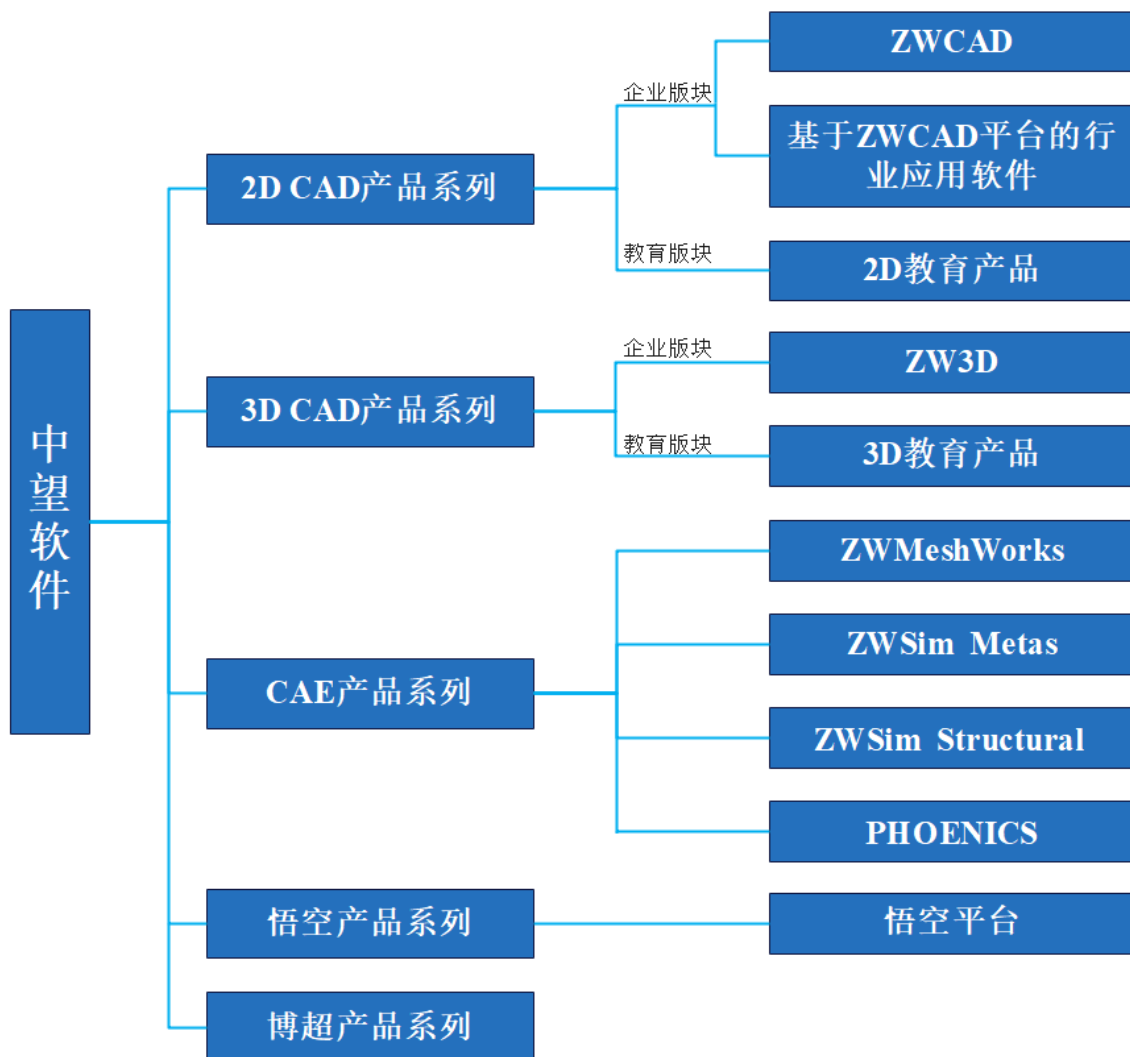 中望软件
2D CAD产品系列
企业版块
ZWCAD
基于ZWCAD平台的行
业应用软件
教育版块
2D教育产品
3D CAD产品系列
企业版块
ZW3D
教育版块
3D教育产品
CAE产品系列
ZWMeshWorks
ZWSim Metas
ZWSim Structural
PHOENICS
悟空产品系列
悟空平台
博超产品系列